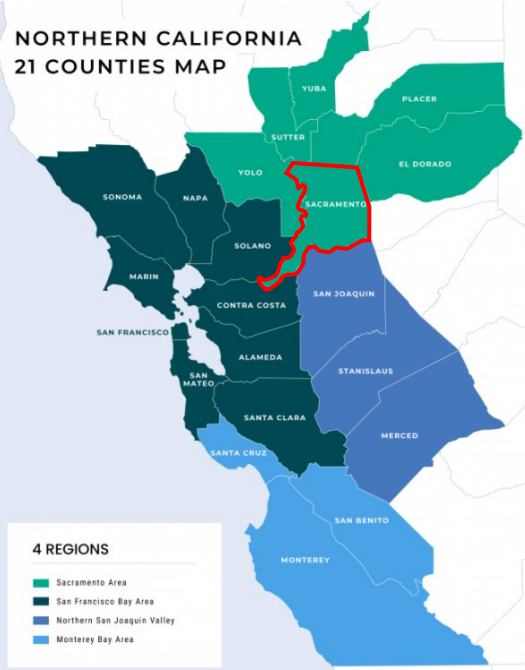 NORTHERN CALIFORNIA
21 COUNTIES MAP
YUBA
PLACER
SUTTER
YOLO
EL DORADO
SONOMA
NAPA
SACRAMENTO
SOLANO
MARIN
SAN JOAQUIN
CONTRA COSTA
SAN FRANCISCO
ALAMEDA
STANISLAUS
SAN
MATEO
SANTA CLARA
MERCED
SANTA CRUZ
SAN BENITO
MONTEREY
4 REGIONS
Sacramento Area
San Francisco Bay Area
Northern San Joaquin Valley
Monterey Bay Area